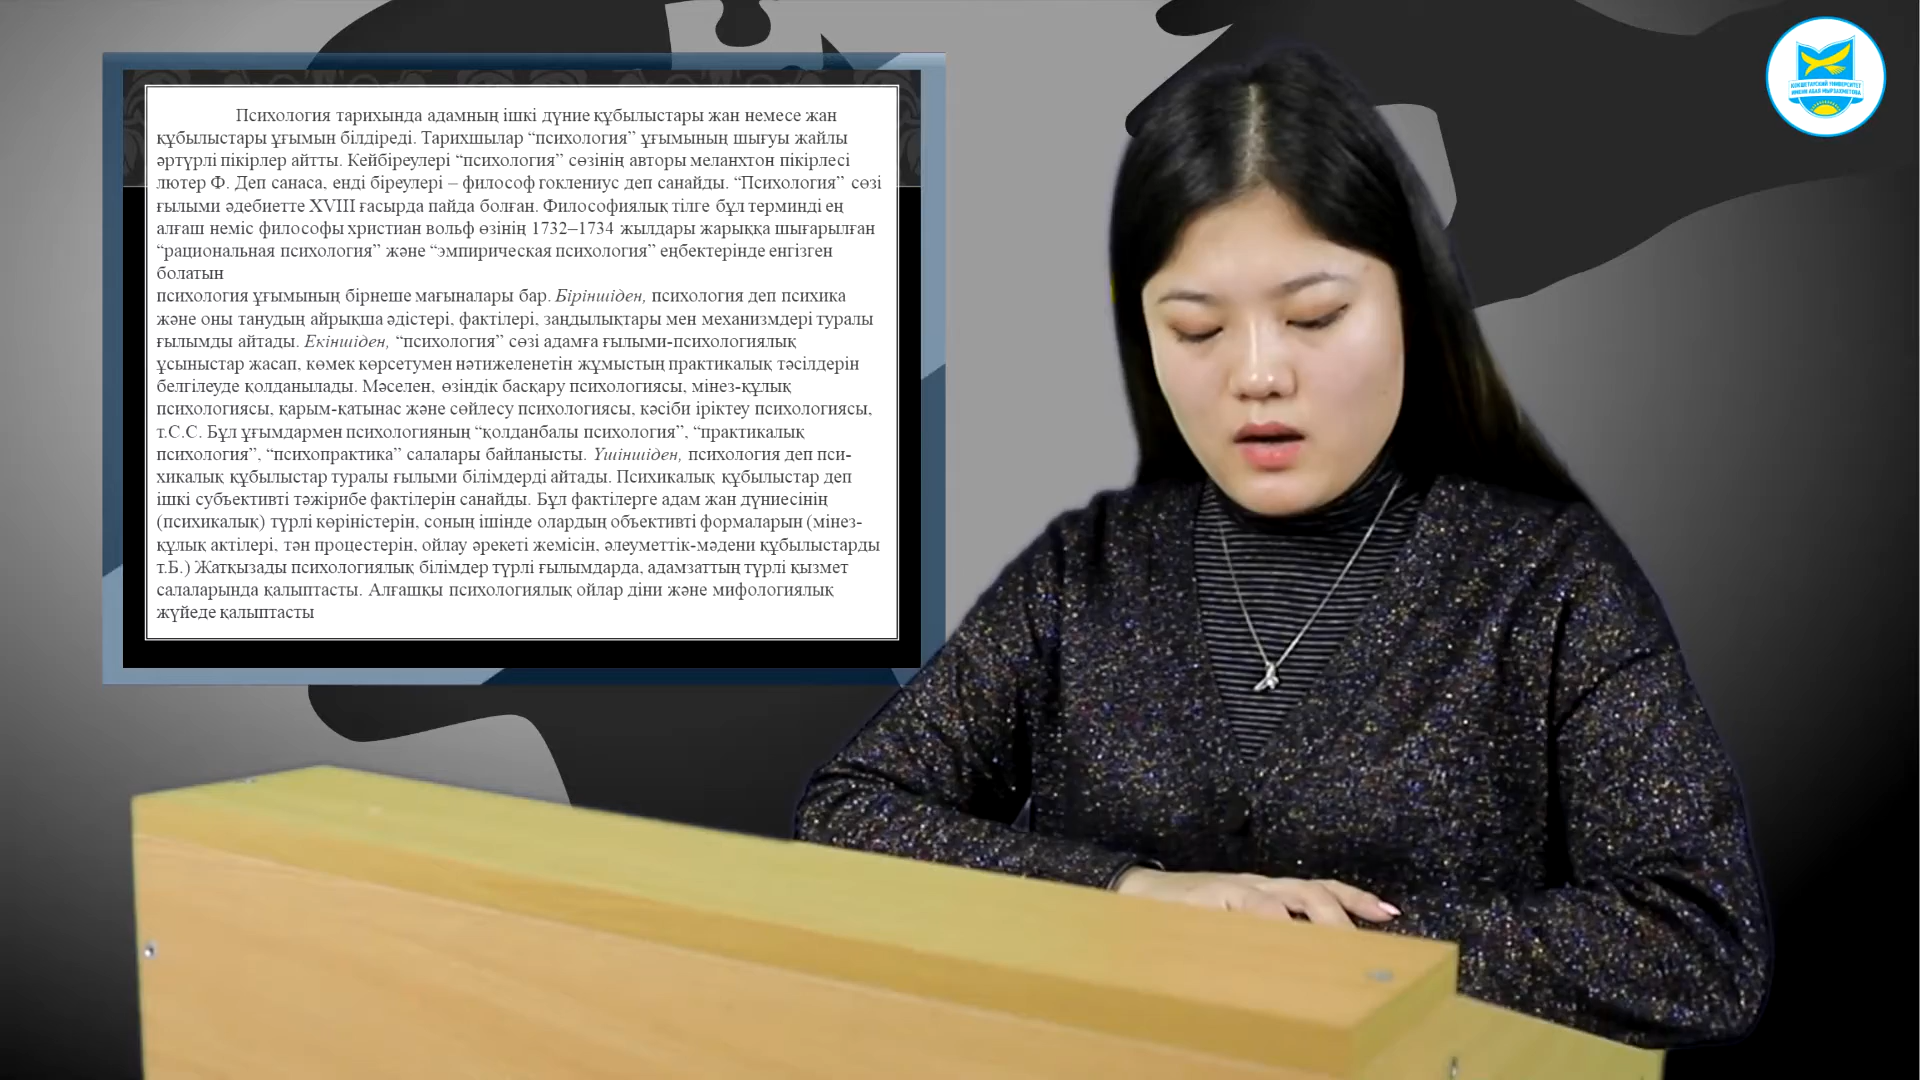 Психология тарихында адамның ішкі дүние құбылыстары жан немесе жан
құбылыстары ұғымын білдіреді. Тарихшылар “психология” ұғымының шығуы жайлы
әртүрлі пікірлер айтты. Кейбіреулері “психология” сөзінің авторы меланхтон пікірлесі
лютер Ф. Деп санаса, енді біреулері – философ гоклениус деп санайды. “Психология” сөзі
ғылыми әдебиетте XVIII ғасырда пайда болған. Философиялық тілге бұл терминді ең
алғаш неміс философы христиан вольф өзінің 1732–1734 жылдары жарыққа шығарылған
“рациональная психология” және “эмпирическая психология” еңбектерінде енгізген
болатын
психология ұғымының бірнеше мағыналары бар. Біріншіден, психология деп психика
және оны танудың айрықша әдістері, фактілері, заңдылықтары мен механизмдері туралы
ғылымды айтады. Екіншіден, “психология” сөзі адамға ғылыми-психологиялық
ұсыныстар жасап, көмек көрсетумен нәтижеленетін жұмыстың практикалық тәсілдерін
белгілеуде қолданылады. Мәселен, өзіндік басқару психологиясы, мінез-құлық
психологиясы, қарым-қатынас және сөйлесу психологиясы, кәсіби іріктеу психологиясы,
т.С.С. Бұл ұғымдармен психологияның “қолданбалы психология”, “практикалық
психология”, “психопрактика” салалары байланысты. Үшіншіден, психология деп пси-
хикалық құбылыстар туралы ғылыми білімдерді айтады. Психикалық құбылыстар деп
ішкі субъективті тәжірибе фактілерін санайды. Бұл фактілерге адам жан дүниесінің
(психикалық) түрлі көріністерін, соның ішінде олардың объективті формаларын (мінез-
құлық актілері, тән процестерін, ойлау әрекеті жемісін, әлеуметтік-мәдени құбылыстарды
т.Б.) Жатқызады психологиялық білімдер түрлі ғылымдарда, адамзаттың түрлі қызмет
салаларында қалыптасты. Алғашқы психологиялық ойлар діни және мифологиялық
жүйеде қалыптасты
КОКШЕТАУСКИЙ УНИВЕРСИТЕТ
ИМЕНИ АБАЯ МЫРЗАХМЕТОВА